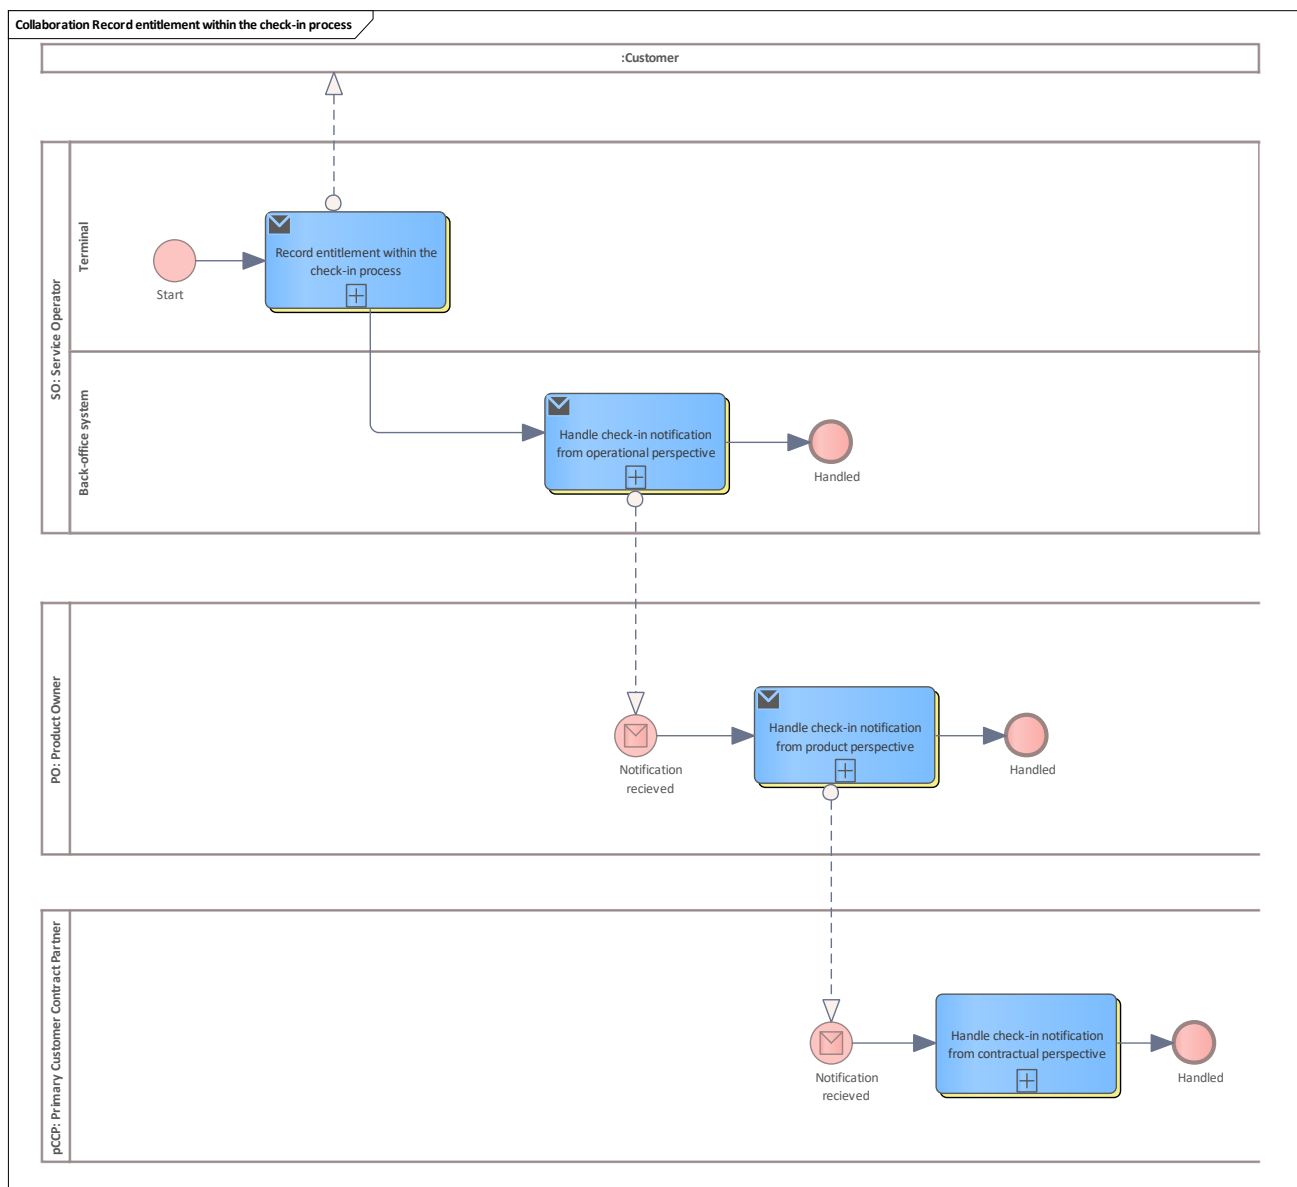 Collaboration Record entitlement within the check-in process
:Customer
SO: Service Operator
Terminal
Start
Record entitlement within the
check-in process
Back-office system
Handle check-in notification
from operational perspective
Handled
PO: Product Owner
Notification
recieved
Handle check-in notification
from product perspective
Handled
pCCP: Primary Customer Contract Partner
Notification
recieved
Handle check-in notification
from contractual perspective
Handled